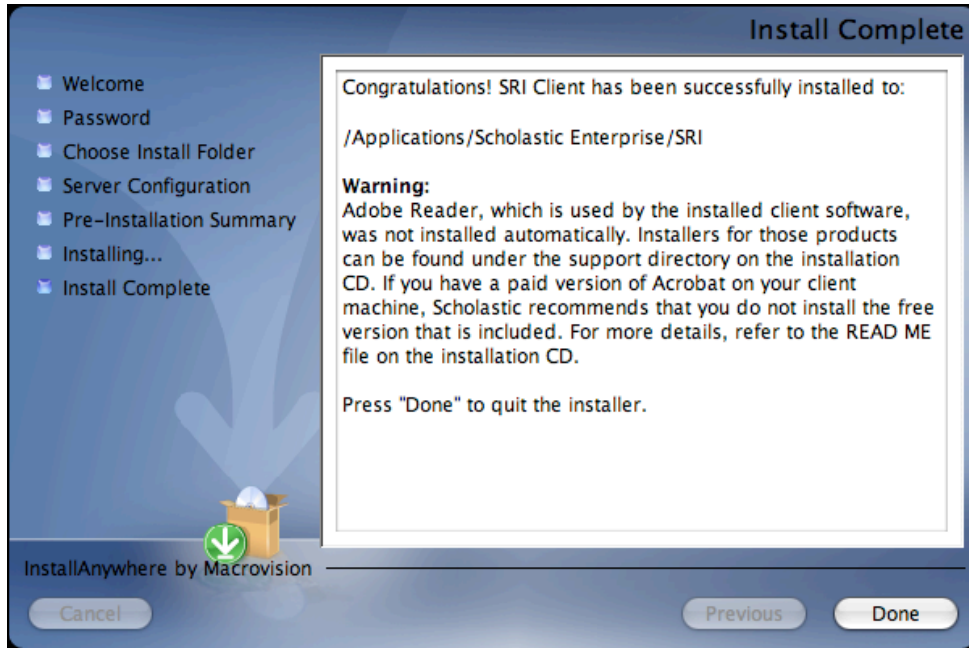 Install Complete
Welcome
Password
Choose Install Folder
Server Configuration
Pre-Installation Summary
Installing...
Install Complete
Congratulations! SRI Client has been successfully installed to:
/Applications/Scholastic Enterprise/SRI
Warning:
Adobe Reader, which is used by the installed client software,
was not installed automatically. Installers for those products
can be found under the support directory on the installation
CD. If you have a paid version of Acrobat on your client
machine, Scholastic recommends that you do not install the free
version that is included. For more details, refer to the READ ME
file on the installation CD.
Press "Done" to quit the installer.
InstallAnywhere by Macrovision
Cancel
Previous
Done